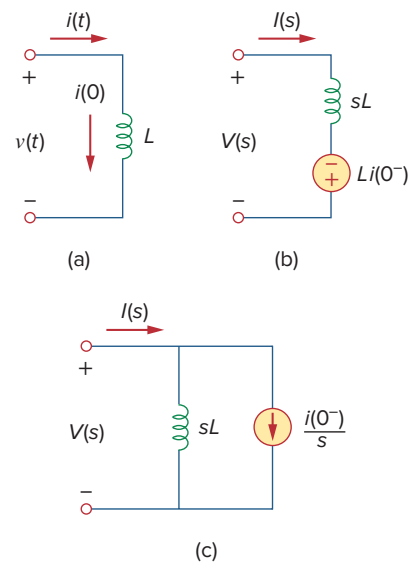 i(t)
+
i(0)
v(t)
L
−
(a)
I(s)
+
sL
V(s)
−
+
Li(0⁻)
−
(b)
I(s)
+
V(s)
sL
i(0⁻)
s
−
(c)